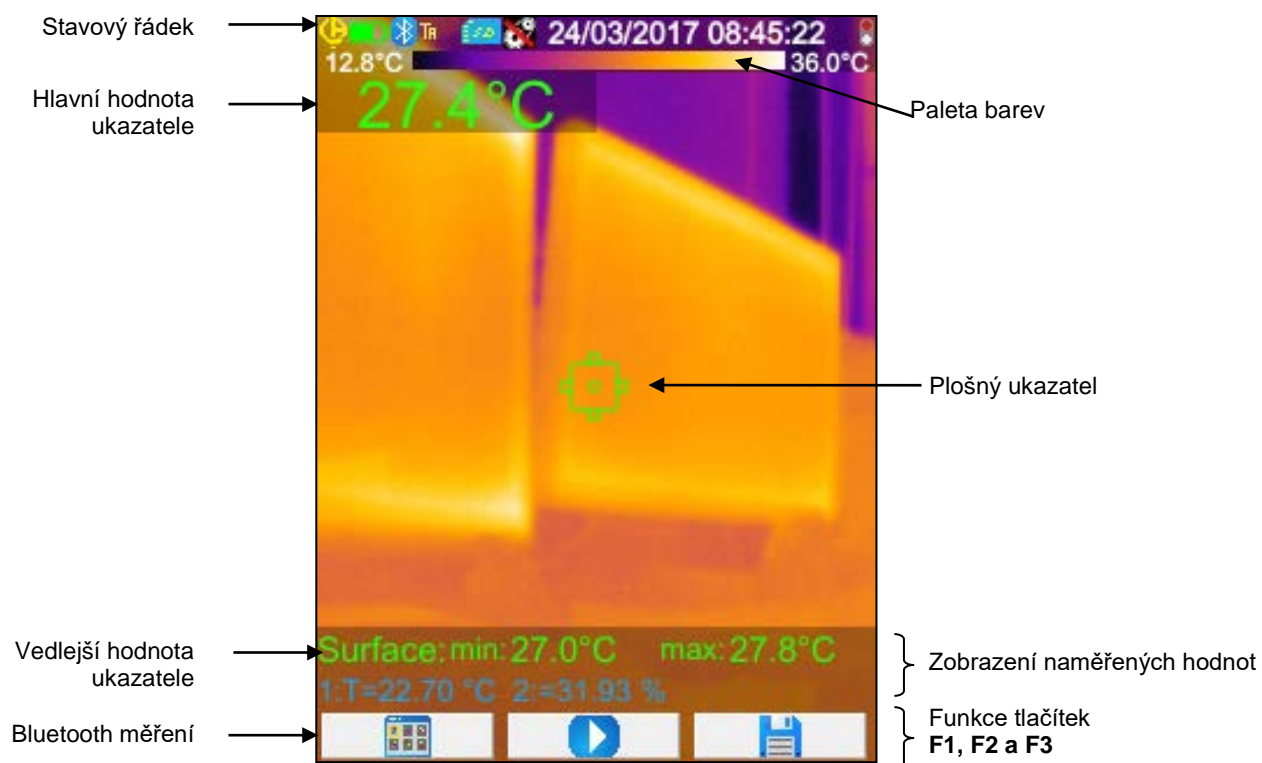 Stavový řádek
24/03/2017 08:45:22
12.8°C
36.0°C
Hlavní hodnota
ukazatele
27.4°C
Paleta barev
Plošný ukazatel
Vedlejší hodnota
ukazatele
Surface: min: 27.0°C max: 27.8°C
Zobrazení naměřených hodnot
1:T=22.70 °C 2:=31.93 %
Bluetooth měření
Funkce tlačítek
F1, F2 a F3